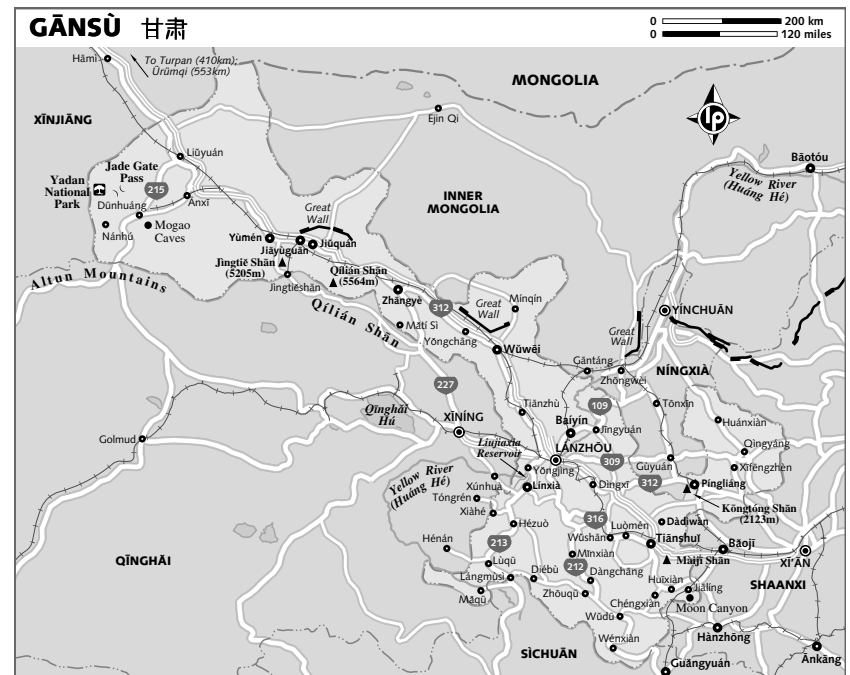 GĀNSÙ 甘肃
0 200 km
0 120 miles
To Turpan (410km);
Ürümqi (553km)
Hāmì
MONGOLIA
lp
XĪNJIĀNG
Ejin Qi
Bāotóu
Yellow River
(Huáng Hé)
Liǔyuán
Jade Gate
Pass
Yadan
National
Park
215
Dūnhuáng
Ānxī
Nánhú
Mogao
Caves
Great
Wall
INNER
MONGOLIA
Yùmén
Jiāyùguān
Jiǔquán
Jìngtiě Shān
(5205m)
Qílián Shān
(5564m)
Jìngtiěshān
Altun Mountains
Zhāngyè
312
Great
Wall
Mínqín
Qílián Shān
Mǎtí Sì
Yǒngchāng
Wǔwēi
YÍNCHUĀN
Great
Wall
Gāntáng
Zhōngwèi
NÍNGXIÀ
227
Tiānzhù
109
Tōnxīn
Huánxiàn
Qīnghǎi
Hú
XĪNÍNG
Báiyín
Jìngyuǎn
Qìngyáng
Golmud
Liujiaxia
Reservoir
LÁNZHŌU
309
Gùyuán
Xīfēngzhèn
Yǒngjìng
Yellow River
(Huáng Hé)
Xúnhuà
Línxià
Dìngxī
312
Píngliáng
Tóngrén
Kōngtóng Shān
(2123m)
Xiàhé
Hézuò
316
Luòmén
Dàdìwān
Wǔshān
Tiānshuǐ
Bǎojī
Hénán
213
Mínxiàn
Màijī Shān
XĪ'ĀN
QĪNGHǍI
Lùqǔ
Diébù
212
Dàngchāng
Huīxiàn
Jiālíng
SHAANXI
Lángmùsì
Zhōuqǔ
Chéngxiàn
Moon Canyon
Mǎqǔ
Wǔdū
Hànzhōng
Wénxiàn
SÌCHUĀN
Ānkāng
Guǎngyuán